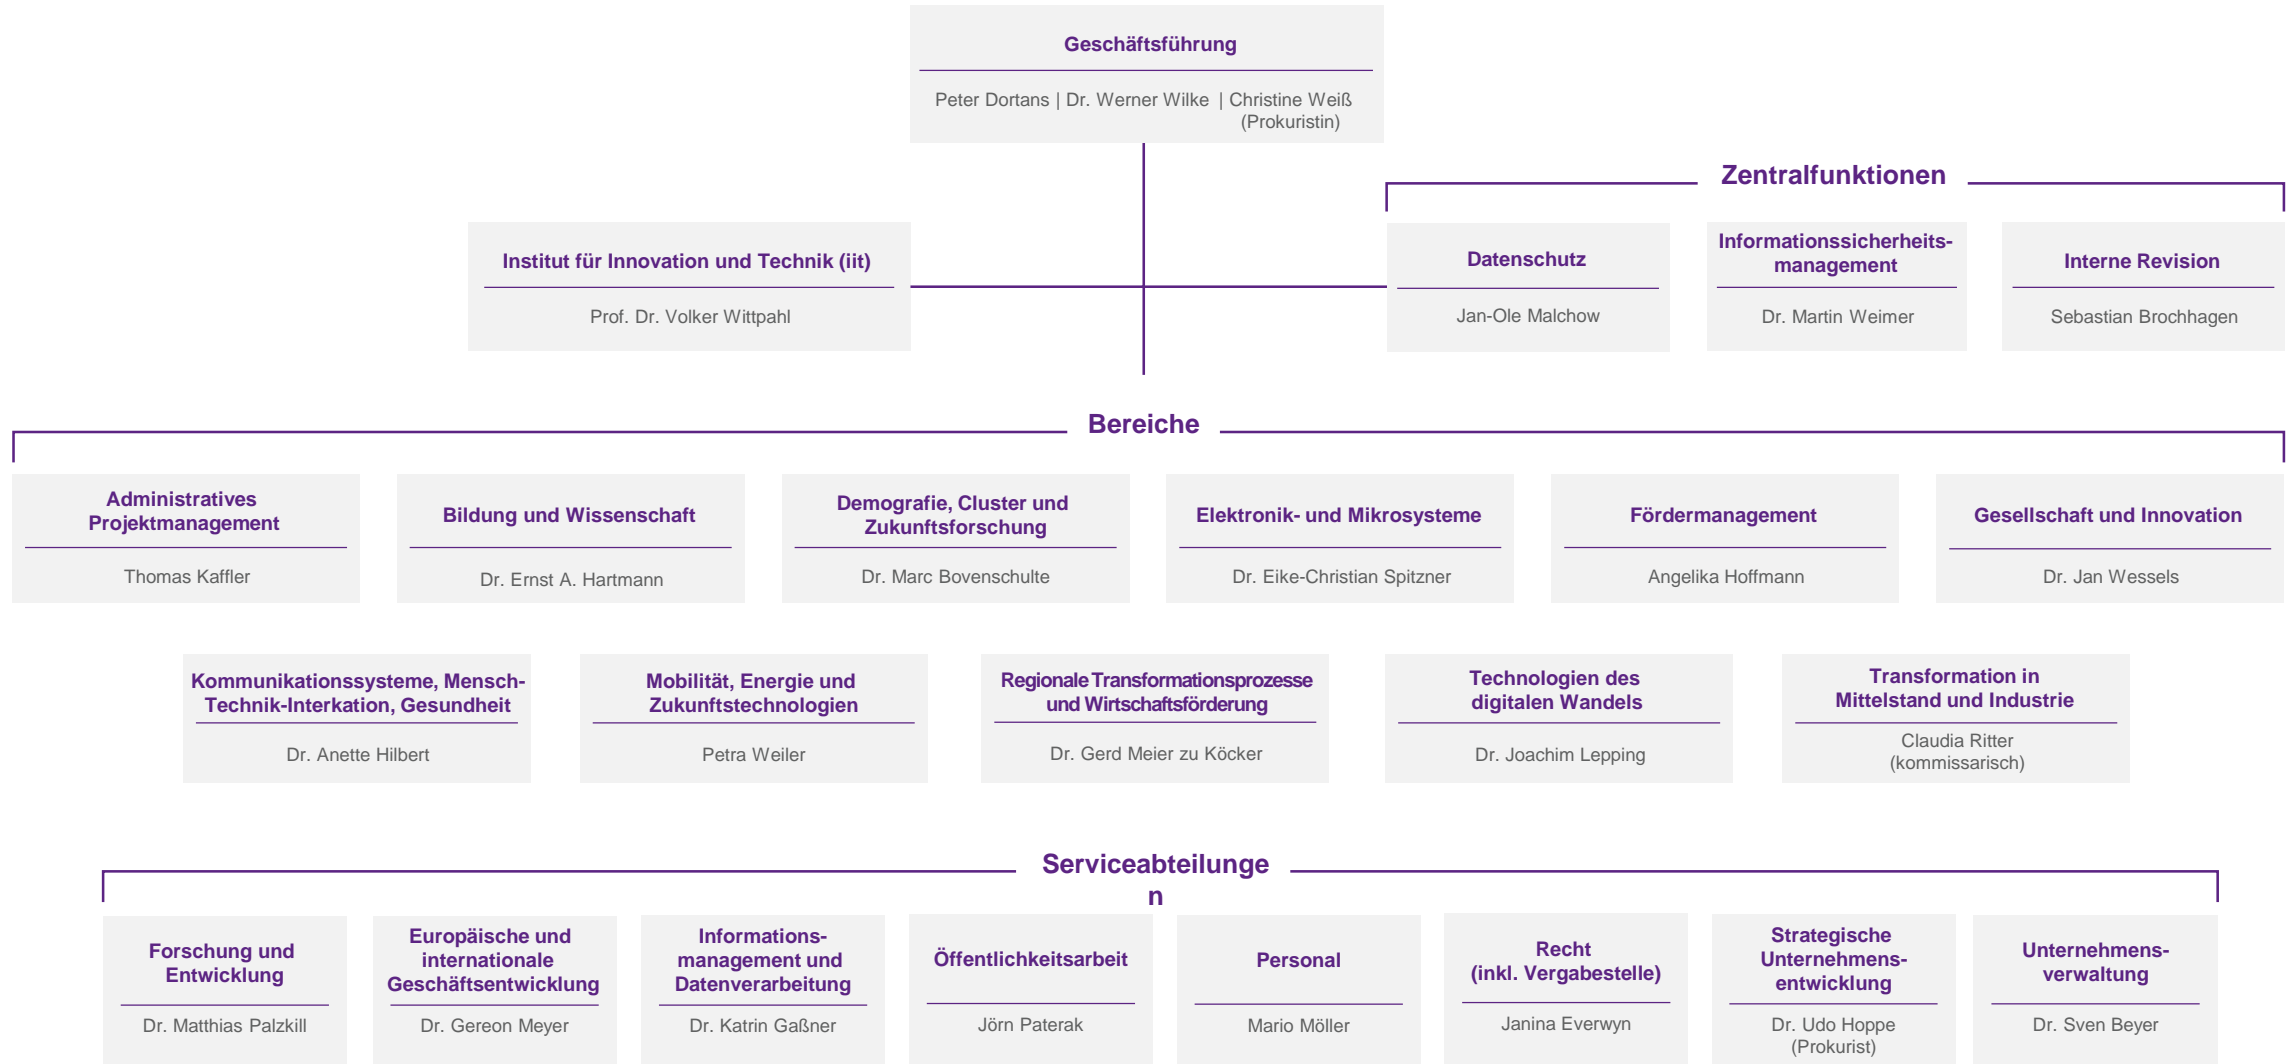 Geschäftsführung
Peter Dortans | Dr. Werner Wilke | Christine Weiß
(Prokuristin)
Zentralfunktionen
Institut für Innovation und Technik (iit)
Prof. Dr. Volker Wittpahl
Datenschutz
Jan-Ole Malchow
Informationssicherheits-
management
Dr. Martin Weimer
Interne Revision
Sebastian Brochhagen
Bereiche
Administratives
Projektmanagement
Thomas Kaffler
Bildung und Wissenschaft
Dr. Ernst A. Hartmann
Demografie, Cluster und
Zukunftsforschung
Dr. Marc Bovenschulte
Elektronik- und Mikrosysteme
Dr. Eike-Christian Spitzner
Fördermanagement
Angelika Hoffmann
Gesellschaft und Innovation
Dr. Jan Wessels
Kommunikationssysteme, Mensch-
Technik-Interkation, Gesundheit
Dr. Anette Hilbert
Mobilität, Energie und
Zukunftstechnologien
Petra Weiler
Regionale Transformationsprozesse
und Wirtschaftsförderung
Dr. Gerd Meier zu Köcker
Technologien des
digitalen Wandels
Dr. Joachim Lepping
Transformation in
Mittelstand und Industrie
Claudia Ritter
(kommissarisch)
Serviceabteilunge
n
Forschung und
Entwicklung
Dr. Matthias Palzkill
Europäische und
internationale
Geschäftsentwicklung
Dr. Gereon Meyer
Informations-
management und
Datenverarbeitung
Dr. Katrin Gaßner
Öffentlichkeitsarbeit
Jörn Paterak
Personal
Mario Möller
Recht
(inkl. Vergabestelle)
Janina Everwyn
Strategische
Unternehmens-
entwicklung
Dr. Udo Hoppe
(Prokurist)
Unternehmens-
verwaltung
Dr. Sven Beyer